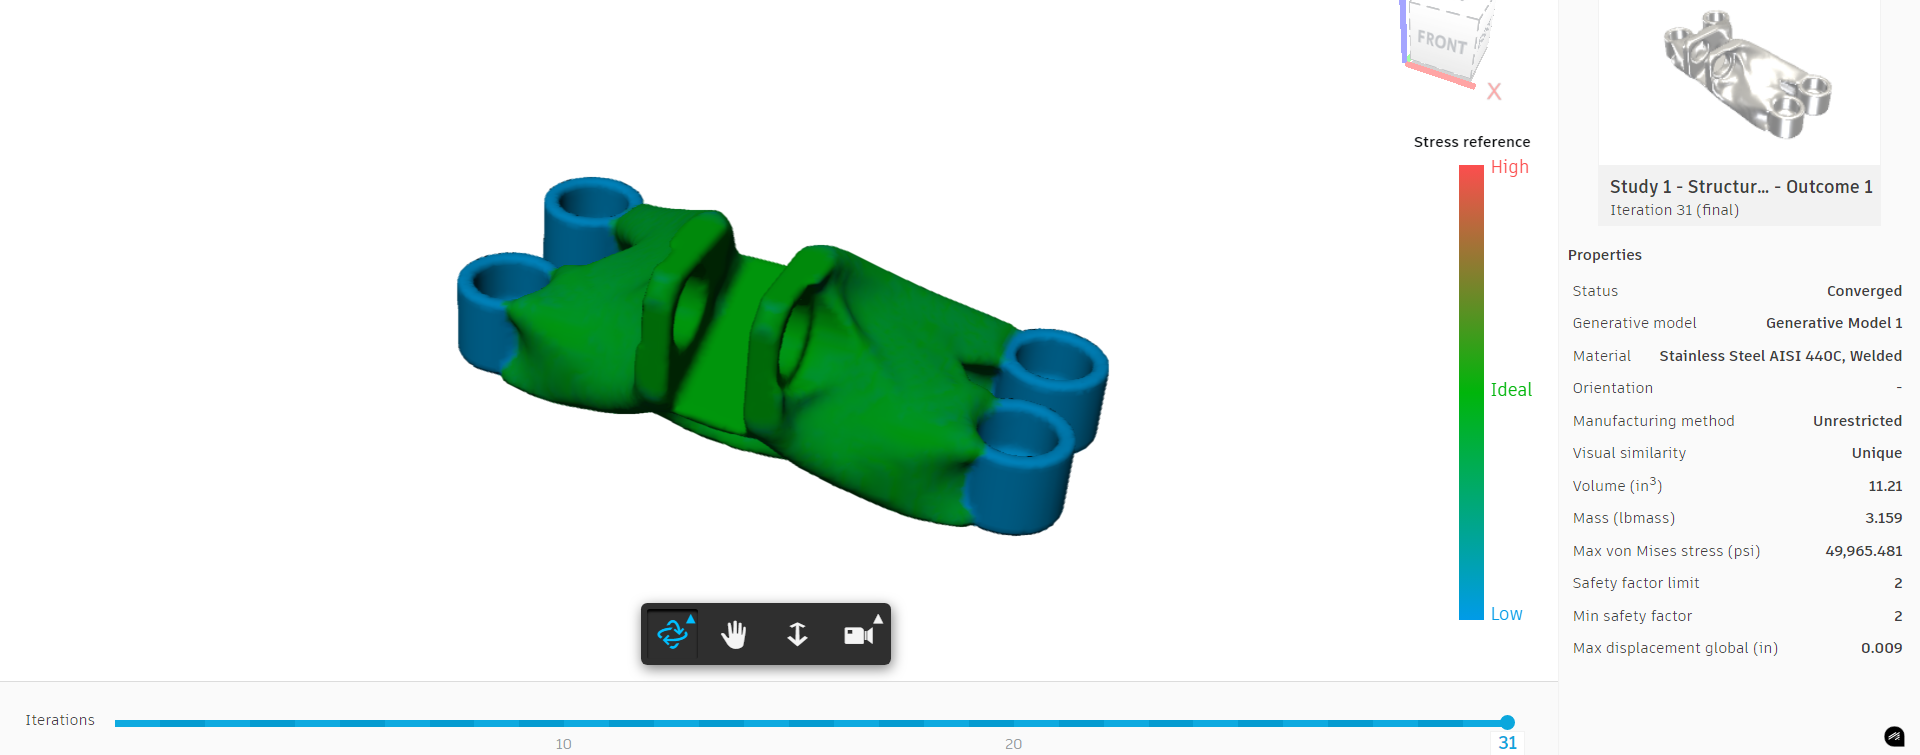 FRONT
X
Stress reference
High
Ideal
Low
Study 1 - Structur... - Outcome 1
Iteration 31 (final)
Properties
Status Converged
Generative model Generative Model 1
Material Stainless Steel AISI 440C, Welded
Orientation -
Manufacturing method Unrestricted
Visual similarity Unique
Volume (in³) 11.21
Mass (lbmass) 3.159
Max von Mises stress (psi) 49,965.481
Safety factor limit 2
Min safety factor 2
Max displacement global (in) 0.009
Iterations
10 20 31